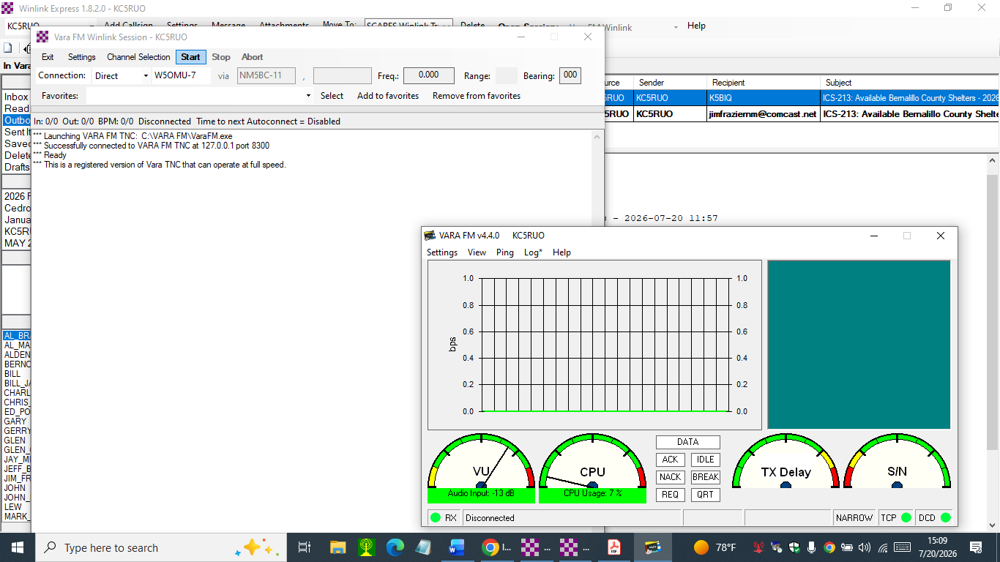 Winlink Express 1.8.2.0 - KC5RUO
KC5RUO Add Callsign Settings Message Attachments Move To: Delete Winlink Help
Vara FM Winlink Session - KC5RUO
Exit Settings Channel Selection Start Stop Abort
Connection: Direct W5OMU-7 via NM5BC-11 , Freq.: 0.000 Range: Bearing: 000
Favorites: Select Add to favorites Remove from favorites
In: 0/0 Out: 0/0 BPM: 0/0 Disconnected Time to next Autoconnect = Disabled
*** Launching VARA FM TNC: C:\VARA FM\VaraFM.exe
*** Successfully connected to VARA FM TNC at 127.0.0.1 port 8300
*** Ready
*** This is a registered version of Vara TNC that can operate at full speed.
In Vara
Inbox
Read
Outbo
Sent It
Saved
Delete
Drafts
2026 F
Cedro
Janua
KC5R
MAY 2
AL_BR
AL_MA
ALDEN
BERNC
BILL
BILL_JA
CHARL
CHRIS_
ED_PO
GARY
GERRY
GLEN
GLEN_
JAY_M
JEFF_B
JIM_FR
JOHN
JOHN_
LEW
MARK_
urce Sender Recipient Subject
5RUO KC5RUO K5BIQ ICS-213: Available Bernalillo County Shelters - 2026
5RUO KC5RUO jimfraziernm@comcast.net ICS-213: Available Bernalillo County Shelte
- 2026-07-20 11:57
VARA FM v4.4.0 KC5RUO
Settings View Ping Log* Help
1.0 1.0
0.8 0.8
0.6 0.6
bps
0.4 0.4
0.2 0.2
0.0 0.0
VU
Audio Input: -13 dB
CPU
CPU Usage: 7 %
DATA
ACK IDLE
NACK BREAK
REQ QRT
TX Delay
S/N
RX Disconnected NARROW TCP DCD
Type here to search
I...
...
...
78°F
15:09
7/20/2026